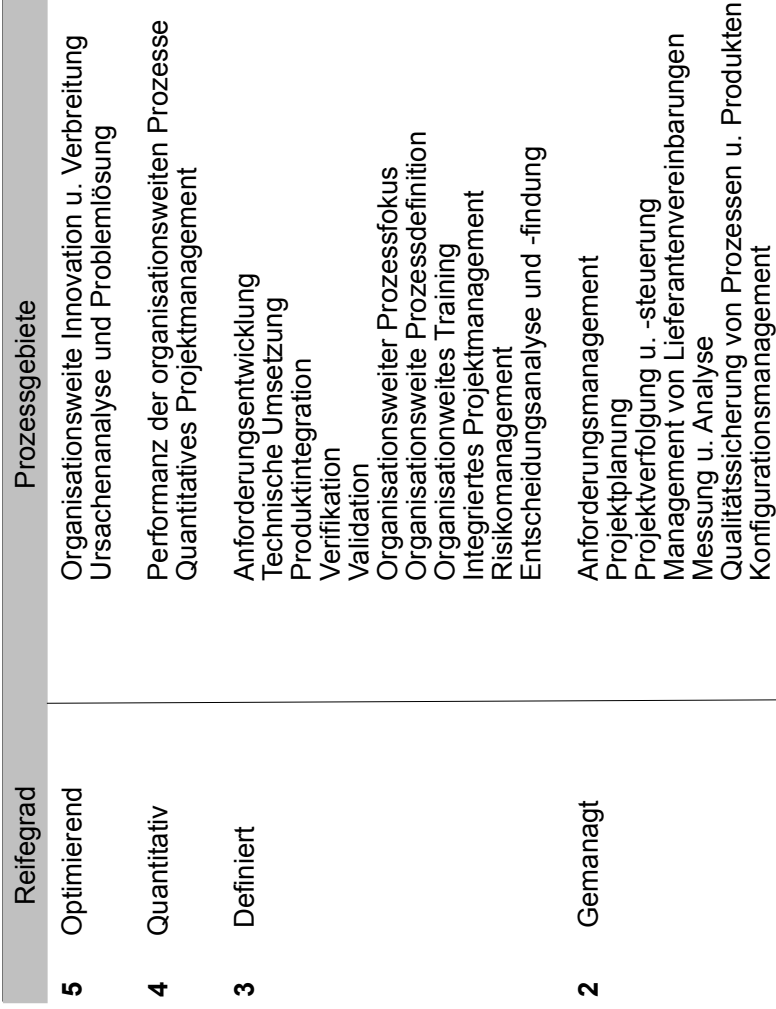 Reifegrad Prozessgebiete
5 Optimierend Organisationsweite Innovation u. Verbreitung
Ursachenanalyse und Problemlösung
4 Quantitativ Performanz der organisationsweiten Prozesse
Quantitatives Projektmanagement
3 Definiert Anforderungsentwicklung
Technische Umsetzung
Produktintegration
Verifikation
Validation
Organisationsweiter Prozessfokus
Organisationsweite Prozessdefinition
Organisationweites Training
Integriertes Projektmanagement
Risikomanagement
Entscheidungsanalyse und -findung
2 Gemanagt Anforderungsmanagement
Projektplanung
Projektverfolgung u. -steuerung
Management von Lieferantenvereinbarungen
Messung u. Analyse
Qualitätssicherung von Prozessen u. Produkten
Konfigurationsmanagement